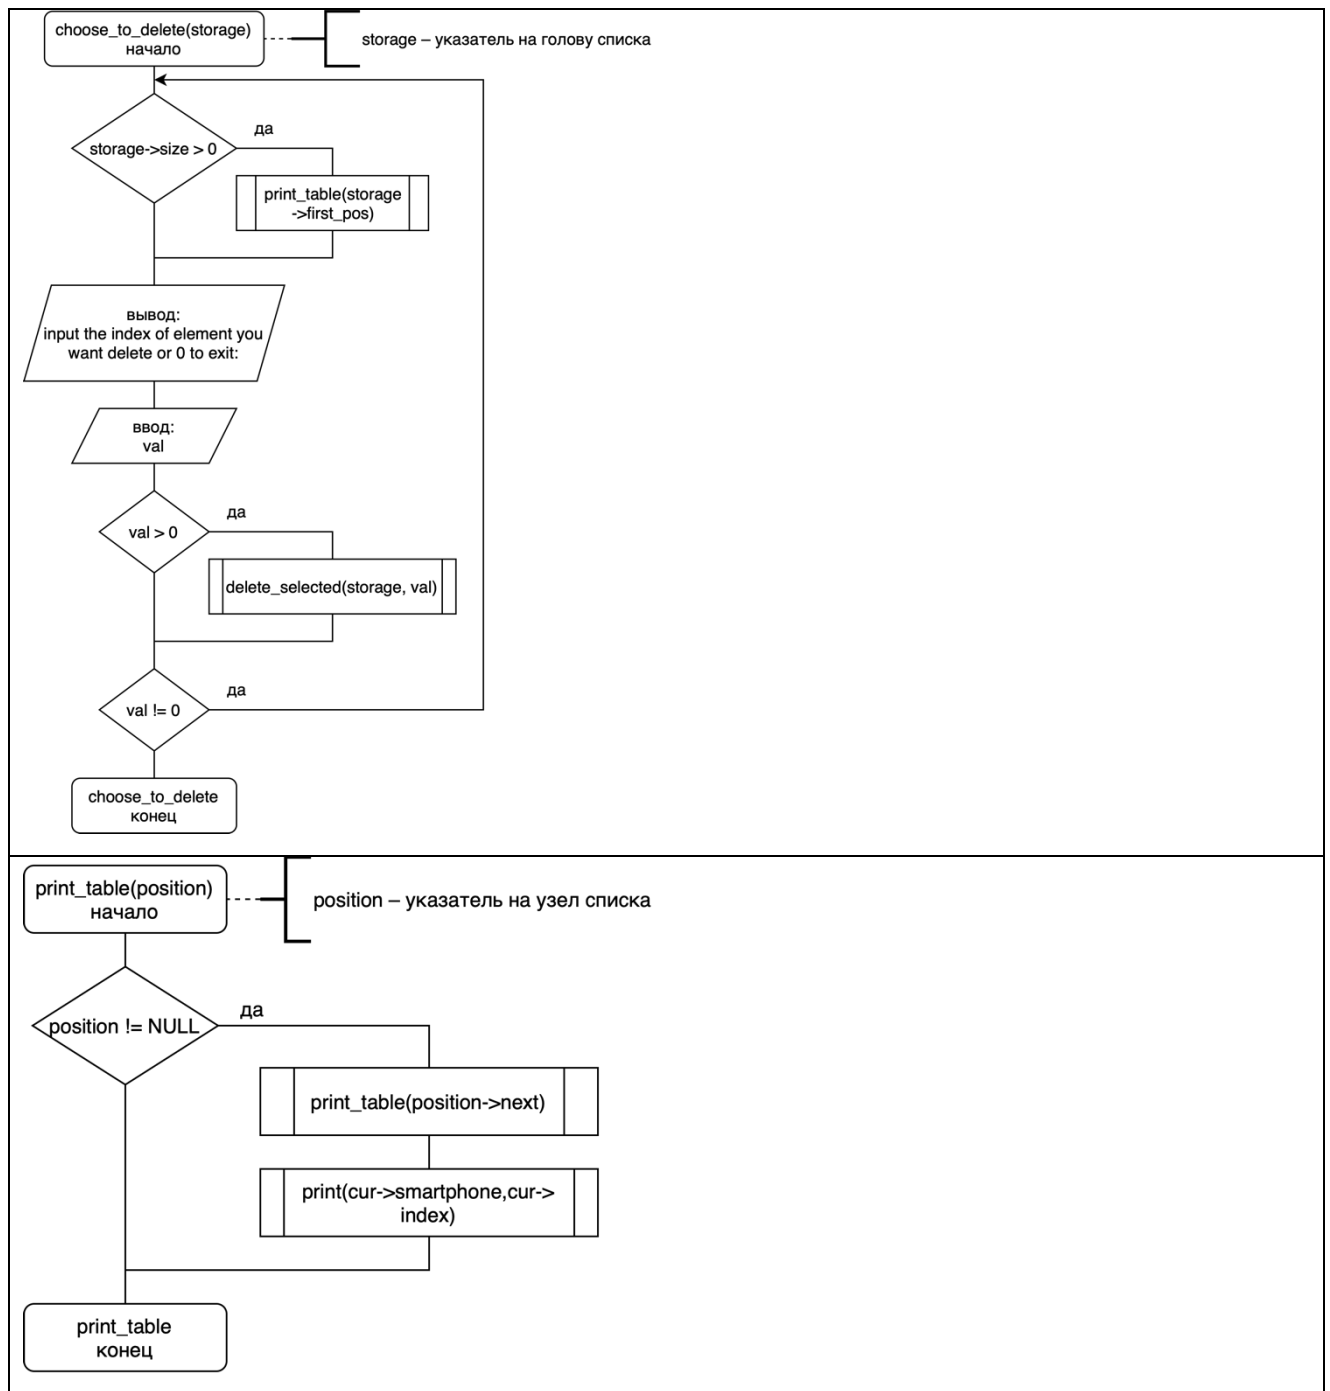 choose_to_delete(storage)
начало
storage – указатель на голову списка
да
storage->size > 0
print_table(storage
->first_pos)
вывод:
input the index of element you
want delete or 0 to exit:
ввод:
val
да
val > 0
delete_selected(storage, val)
да
val != 0
choose_to_delete
конец
print_table(position)
начало
position – указатель на узел списка
да
position != NULL
print_table(position->next)
print(cur->smartphone,cur->
index)
print_table
конец